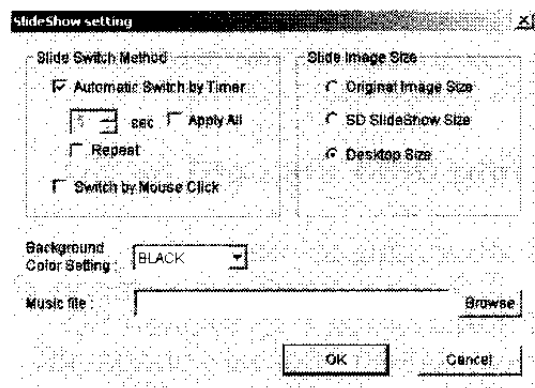 SlideShow setting
Slide Switch Method
Automatic Switch by Timer
sec
Apply All
Repeat
Switch by Mouse Click
Slide Image Size
Original Image Size
SD SlideShow Size
Desktop Size
Background
Color Setting :
BLACK
Music file :
Browse
OK
Cancel